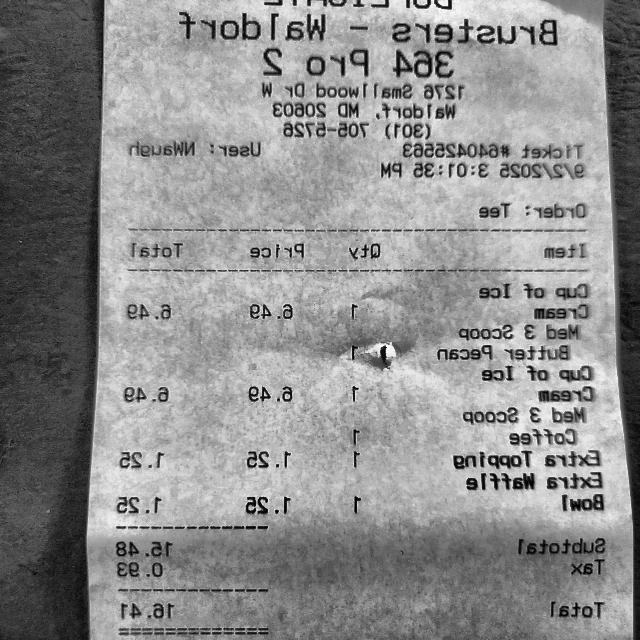 DUPLICATE
Brusters - Waldorf
364 Pro 2
1276 Smallwood Dr W
Waldorf, MD 20603
(301) 705-5726
Ticket #640425563 User: NWaugh
9/2/2025 3:01:35 PM
Order: Tee
Item Qty Price Total
Cup of Ice
Cream 1 6.49 6.49
Med 3 Scoop
Butter Pecan 1
Cup of Ice
Cream 1 6.49 6.49
Med 3 Scoop
Coffee 1
Extra Topping 1 1.25 1.25
Extra Waffle
Bowl 1 1.25 1.25
Subtotal 15.48
Tax 0.93
Total 16.41